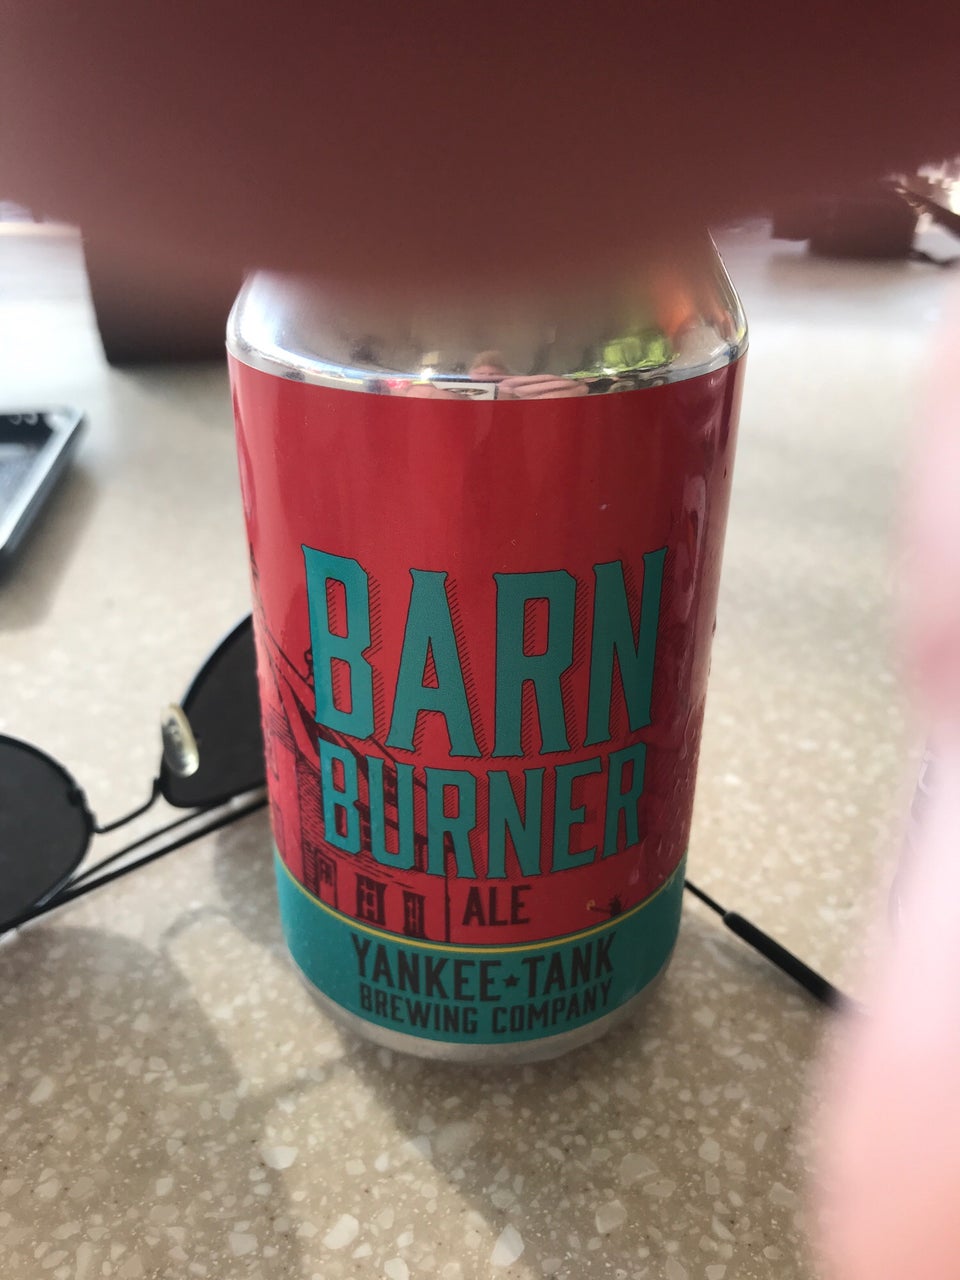 BARN
BURNER
ALE
YANKEE★TANK
BREWING COMPANY